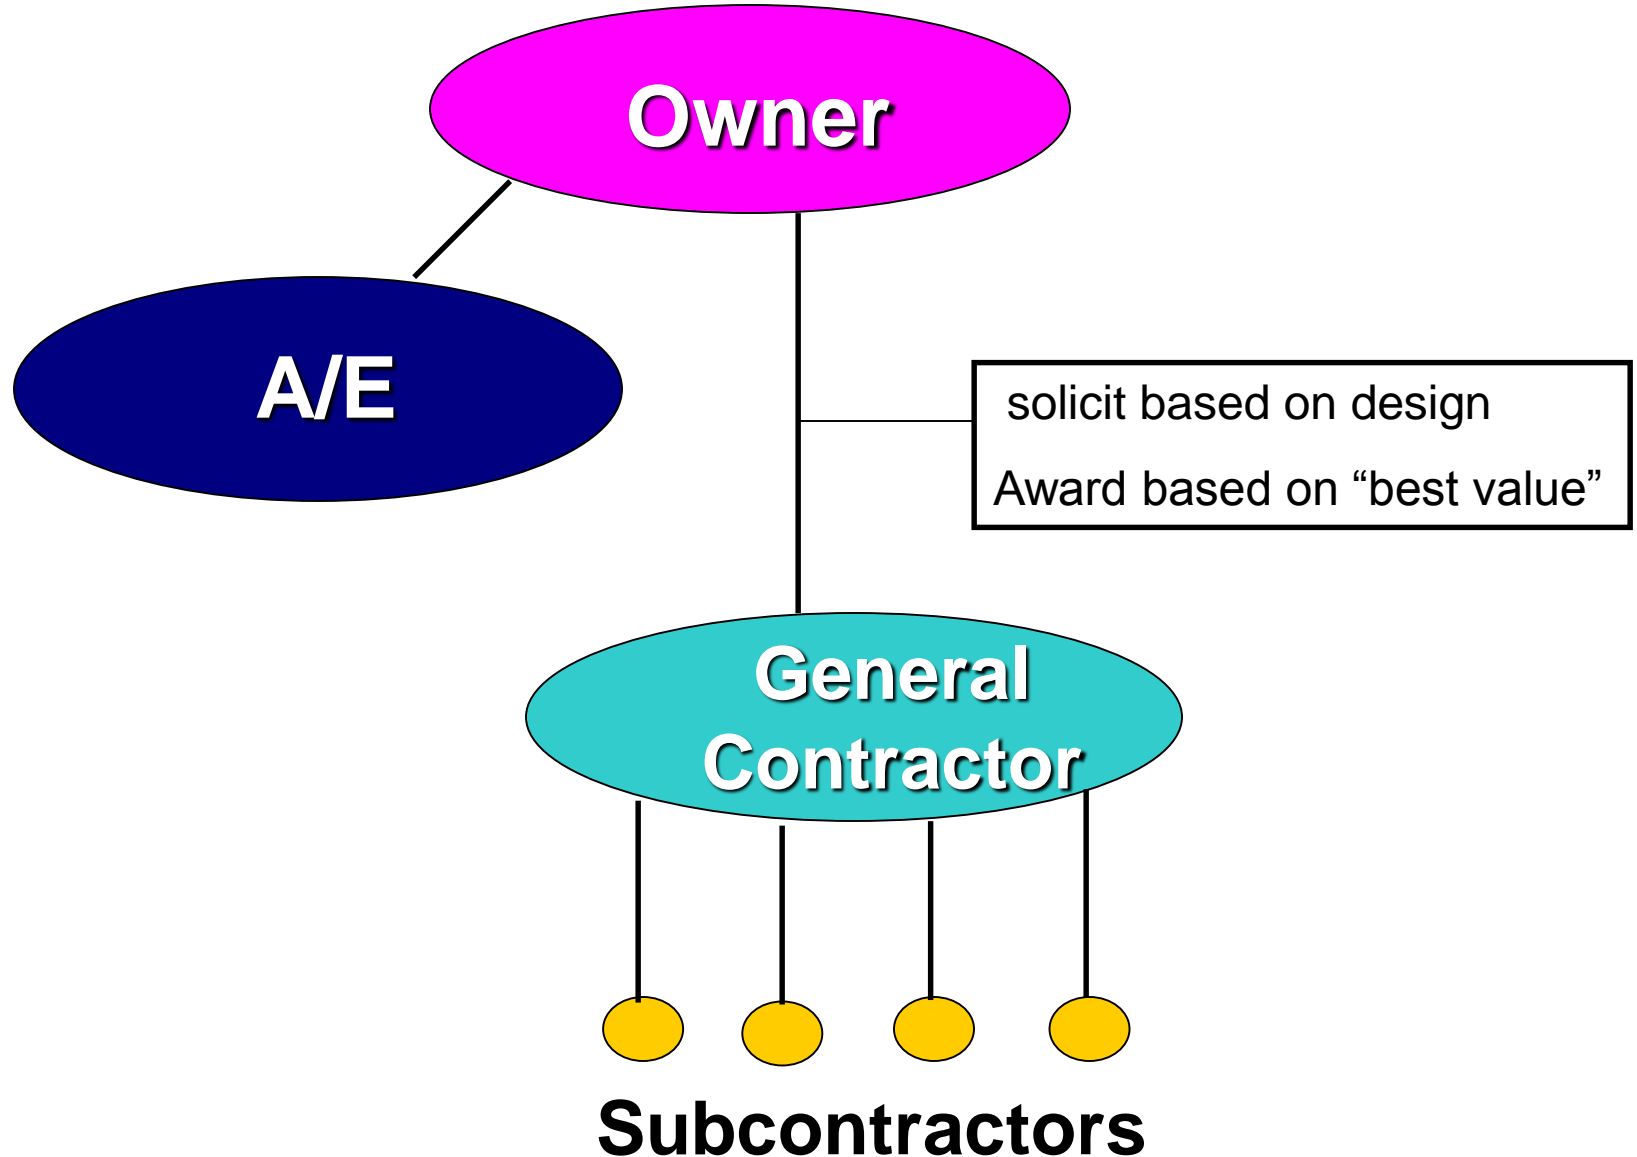 Owner
A/E
solicit based on design
Award based on “best value”
General
Contractor
Subcontractors